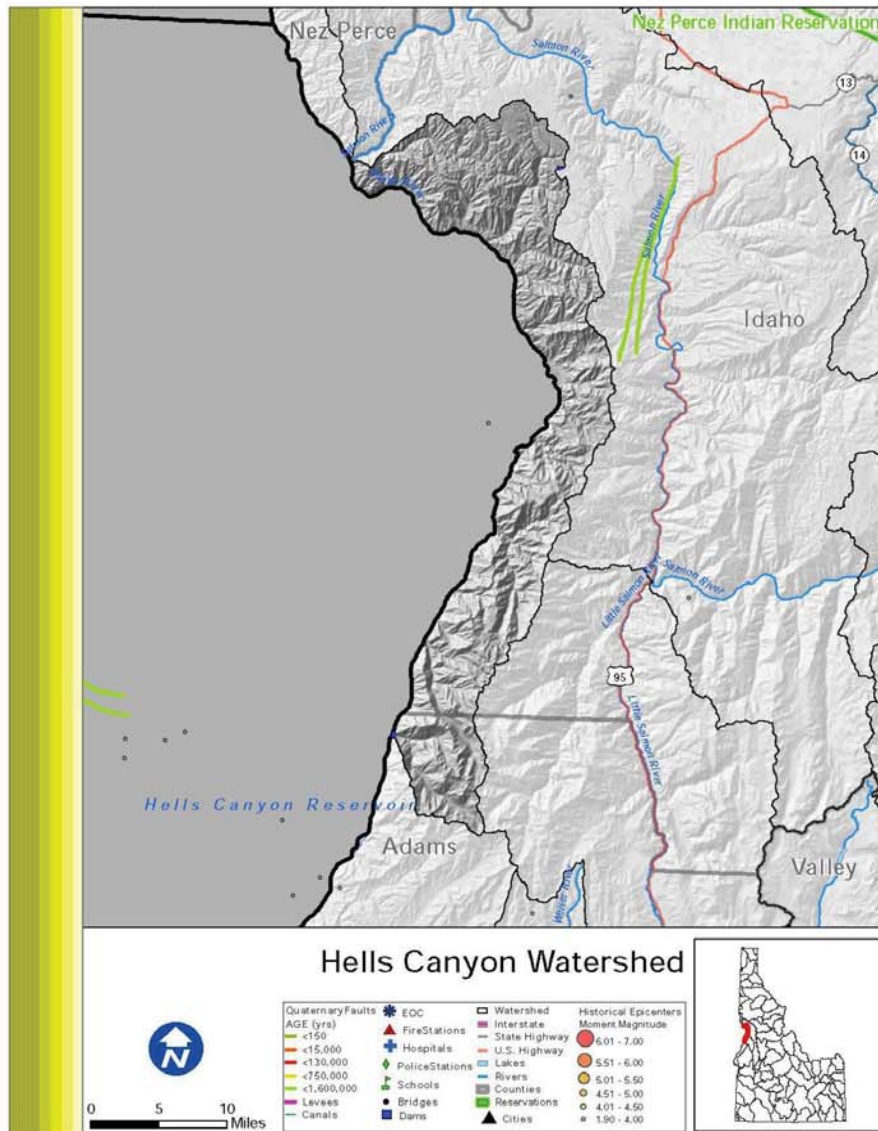 Nez Perce
Nez Perce Indian Reservation
Salmon River
13
14
Salmon River
Salmon River
Idaho
Little Salmon River
Salmon River
95
Little Salmon River
Hells Canyon Reservoir
Adams
Valley
Weiser River
Hells Canyon Watershed
N
0 5 10
Miles
Quaternary Faults
AGE (yrs)
<150
<15,000
<130,000
<750,000
<1,600,000
Levees
Canals
EOC
FireStations
Hospitals
PoliceStations
Schools
Bridges
Dams
Watershed
Interstate
State Highway
U.S. Highway
Lakes
Rivers
Counties
Reservations
Cities
Historical Epicenters
Moment Magnitude
6.01 - 7.00
5.51 - 6.00
5.01 - 5.50
4.51 - 5.00
4.01 - 4.50
1.90 - 4.00